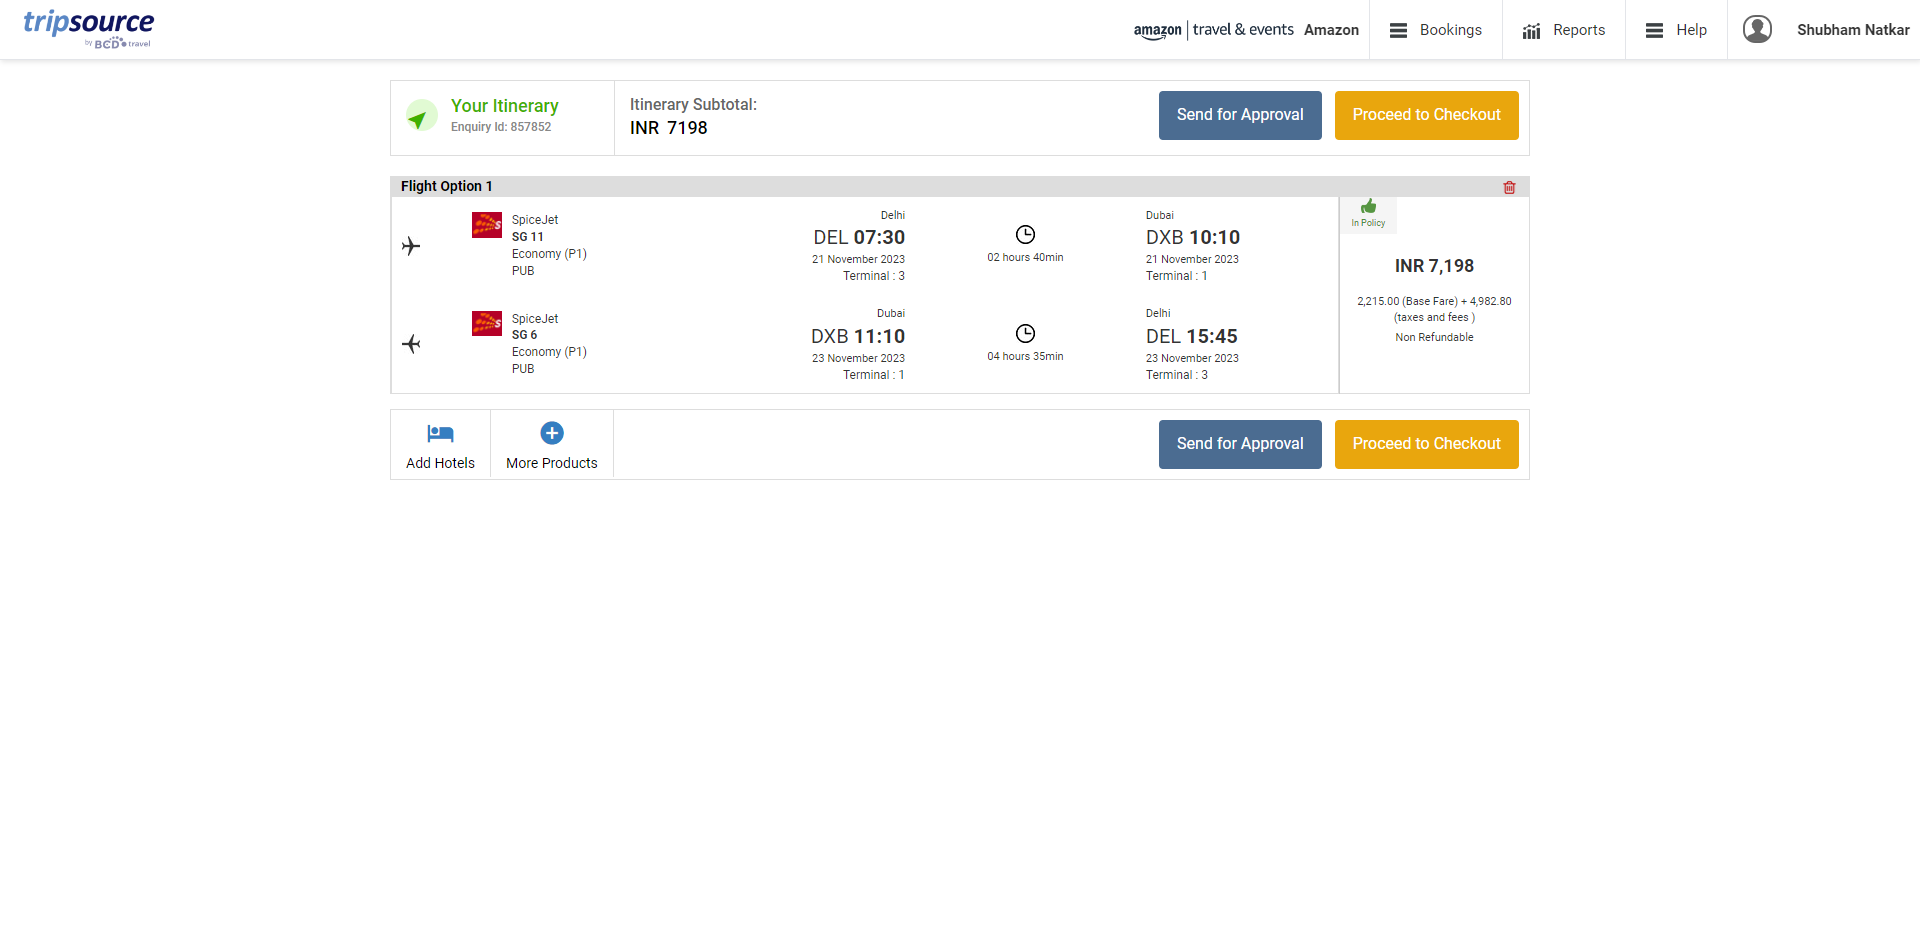 tripsource
by BCD travel
amazon | travel & events Amazon
Bookings
Reports
Help
Shubham Natkar
Your Itinerary
Enquiry Id: 857852
Itinerary Subtotal:
INR 7198
Send for Approval
Proceed to Checkout
Flight Option 1
SpiceJet
SG 11
Economy (P1)
PUB
Delhi
DEL 07:30
21 November 2023
Terminal : 3
02 hours 40min
Dubai
DXB 10:10
21 November 2023
Terminal : 1
SpiceJet
SG 6
Economy (P1)
PUB
Dubai
DXB 11:10
23 November 2023
Terminal : 1
04 hours 35min
Delhi
DEL 15:45
23 November 2023
Terminal : 3
In Policy
INR 7,198
2,215.00 (Base Fare) + 4,982.80
(taxes and fees )
Non Refundable
Add Hotels
More Products
Send for Approval
Proceed to Checkout